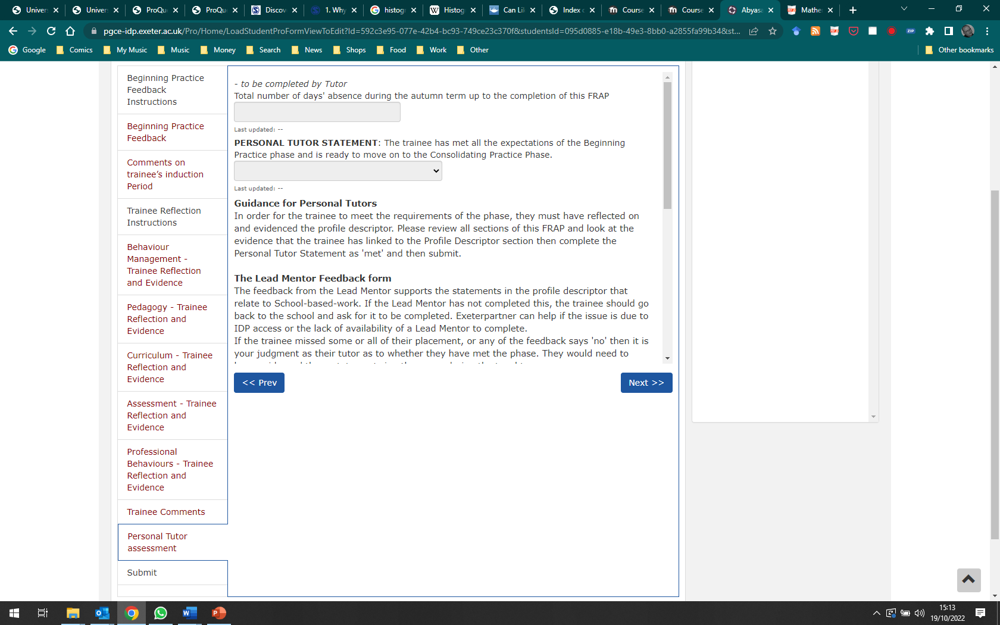 Univer
Univer
ProQu
ProQu
Discov
1. Why
histogr
Histog
Can Lik
Index o
Course
Course
Abyasa
Mathe
pgce-idp.exeter.ac.uk/Pro/Home/LoadStudentProFormViewToEdit?Id=592c3e95-077e-42b4-bc93-749ce23c370f&studentsId=095d0885-e18b-49e3-8bb0-a2855fa99b34&st...
Google
Comics
My Music
Music
Money
Search
News
Shops
Food
Work
Other
Other bookmarks
Beginning Practice
Feedback
Instructions
Beginning Practice
Feedback
Comments on
trainee’s induction
Period
Trainee Reflection
Instructions
Behaviour
Management -
Trainee Reflection
and Evidence
Pedagogy - Trainee
Reflection and
Evidence
Curriculum - Trainee
Reflection and
Evidence
Assessment - Trainee
Reflection and
Evidence
Professional
Behaviours - Trainee
Reflection and
Evidence
Trainee Comments
Personal Tutor
assessment
Submit
- to be completed by Tutor
Total number of days' absence during the autumn term up to the completion of this FRAP
Last updated: --
PERSONAL TUTOR STATEMENT: The trainee has met all the expectations of the Beginning
Practice phase and is ready to move on to the Consolidating Practice Phase.
Last updated: --
Guidance for Personal Tutors
In order for the trainee to meet the requirements of the phase, they must have reflected on
and evidenced the profile descriptor. Please review all sections of this FRAP and look at the
evidence that the trainee has linked to the Profile Descriptor section then complete the
Personal Tutor Statement as 'met' and then submit.
The Lead Mentor Feedback form
The feedback from the Lead Mentor supports the statements in the profile descriptor that
relate to School-based-work. If the Lead Mentor has not completed this, the trainee should go
back to the school and ask for it to be completed. Exeterpartner can help if the issue is due to
IDP access or the lack of availability of a Lead Mentor to complete.
If the trainee missed some or all of their placement, or any of the feedback says 'no' then it is
your judgment as their tutor as to whether they have met the phase. They would need to
<< Prev
Next >>
15:13
19/10/2022